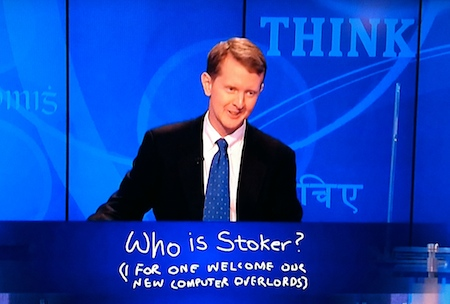 THINK
चिए
Who is Stoker?
(I FOR ONE WELCOME OUR
NEW COMPUTER OVERLORDS)